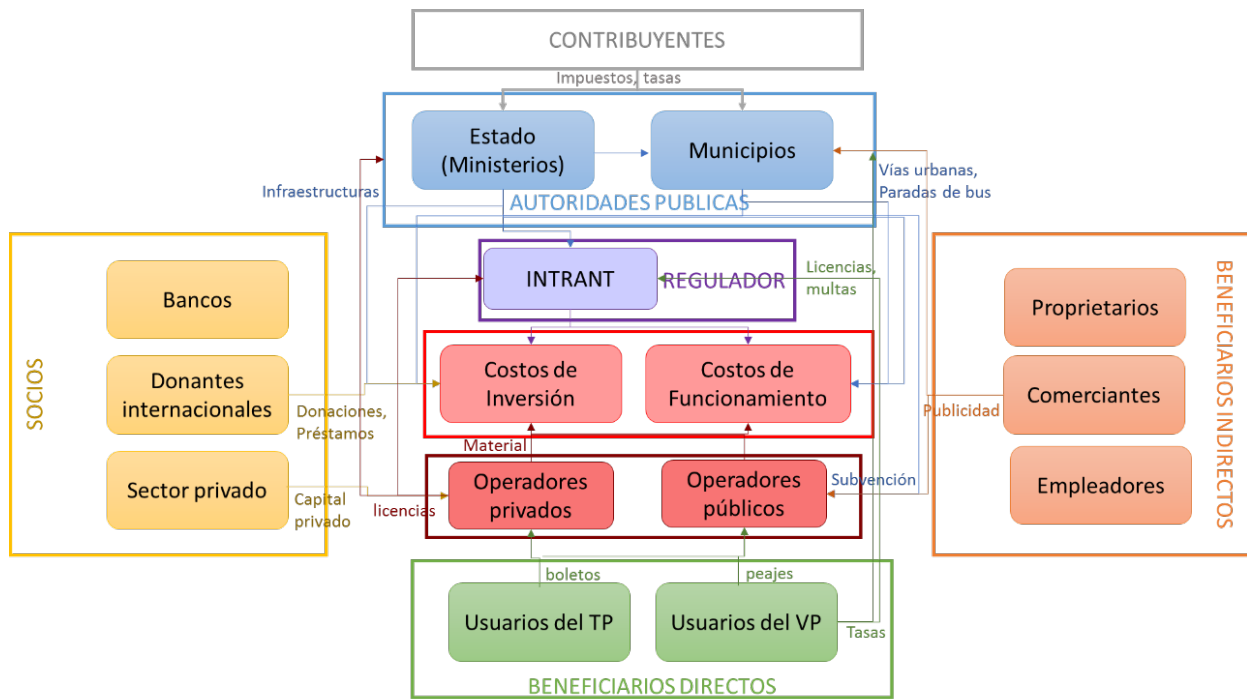 CONTRIBUYENTES
Impuestos, tasas
Estado
(Ministerios)
Municipios
AUTORIDADES PUBLICAS
Infraestructuras
Vías urbanas,
Paradas de bus
INTRANT
REGULADOR
Licencias,
multas
SOCIOS
Bancos
Donantes
internacionales
Sector privado
Donaciones,
Préstamos
Capital
privado
Costos de
Inversión
Costos de
Funcionamiento
Material
licencias
Operadores
privados
Operadores
públicos
Subvención
Publicidad
BENEFICIARIOS INDIRECTOS
Proprietarios
Comerciantes
Empleadores
boletos
peajes
Usuarios del TP
Usuarios del VP
Tasas
BENEFICIARIOS DIRECTOS